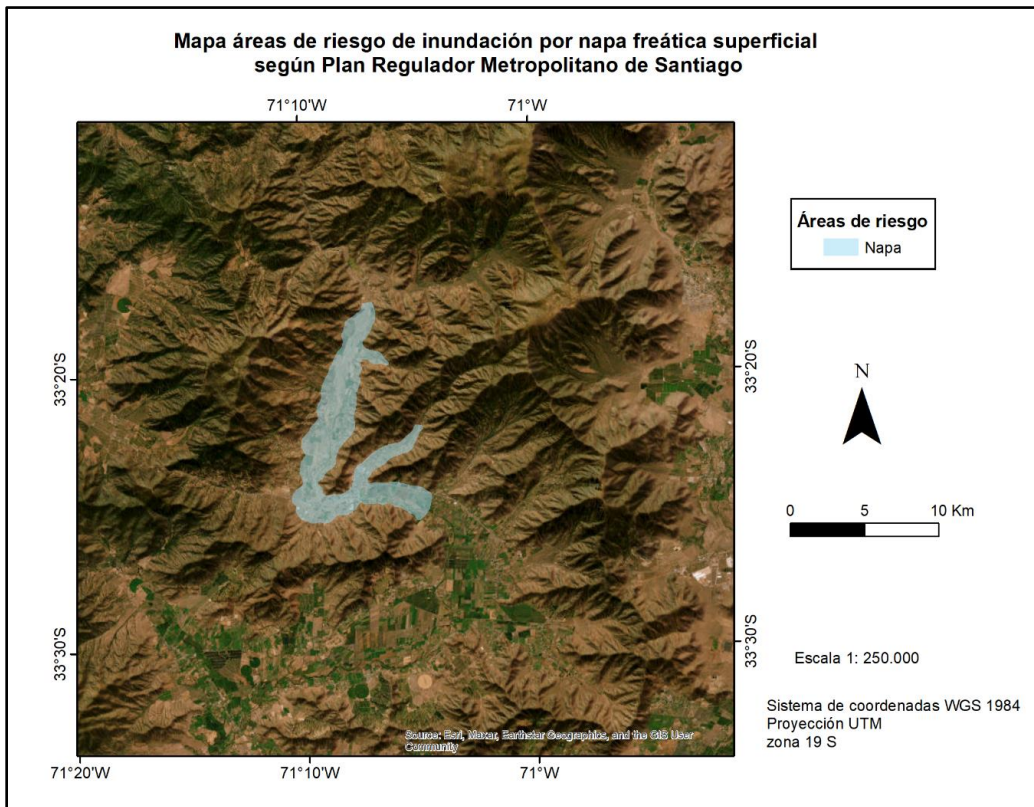 Mapa áreas de riesgo de inundación por napa freática superficial
según Plan Regulador Metropolitano de Santiago
71°10'W
71°W
Áreas de riesgo
Napa
33°20'S
33°20'S
N
0
5
10 Km
33°30'S
33°30'S
Escala 1: 250.000
Sistema de coordenadas WGS 1984
Proyección UTM
zona 19 S
Source: Esri, Maxar, Earthstar Geographics, and the GIS User
Community
71°20'W
71°10'W
71°W